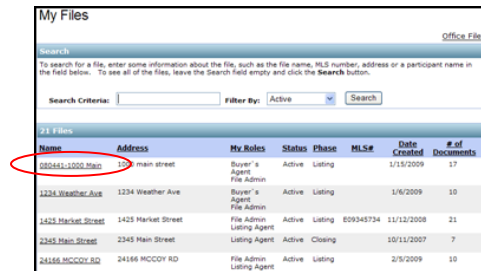 My Files
Office File
Search
To search for a file, enter some information about the file, such as the file name, MLS number, address or a participant name in
the field below. To see all of the files, leave the Search field empty and click the Search button.
Search Criteria: Filter By: Active Search
21 Files
Name Address My Roles Status Phase MLS# Date Created # of Documents
080441-1000 Main 1000 main street Buyer's Agent File Admin Active Listing 1/15/2009 17
1234 Weather Ave 1234 Weather Ave Buyer's Agent File Admin Active Listing 1/6/2009 10
1425 Market Street 1425 Market Street File Admin Listing Agent Active Listing E09345734 11/12/2008 21
2345 Main Street 2345 Main Street File Admin Listing Agent Active Closing 10/11/2007 7
24166 MCCOY RD 24166 MCCOY RD File Admin Listing Agent Active Listing 2/5/2009 10